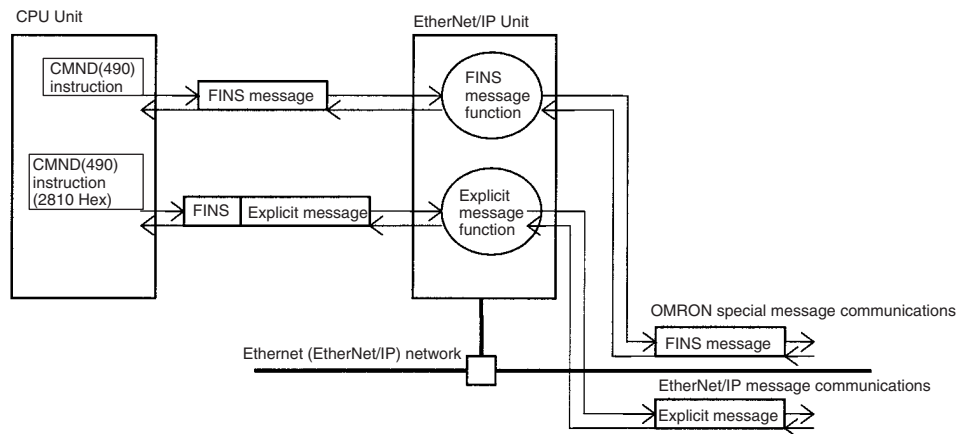 CPU Unit
EtherNet/IP Unit
CMND(490)
instruction
FINS message
FINS
message
function
CMND(490)
instruction
(2810 Hex)
FINS
Explicit message
Explicit
message
function
OMRON special message communications
FINS message
Ethernet (EtherNet/IP) network
EtherNet/IP message communications
Explicit message